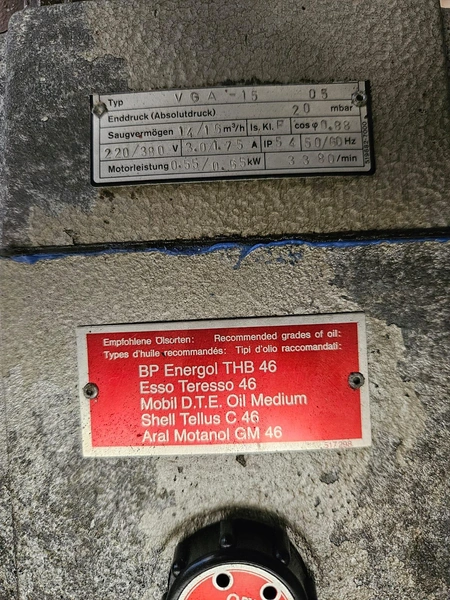 Typ VGA-15 05
Enddruck (Absolutdruck) 20 mbar
Saugvermögen 14/16 m³/h Is. Kl. F cos φ 0.88
220/380 V 3.0/1.75 A IP 54 50/60 Hz
Motorleistung 0.55/0.65 kW 3380/min
Empfohlene Ölsorten: Recommended grades of oil:
Types d'huile recommandés: Tipi d'olio raccomandali:
BP Energol THB 46
Esso Teresso 46
Mobil D.T.E. Oil Medium
Shell Tellus C 46
Aral Motanol GM 46